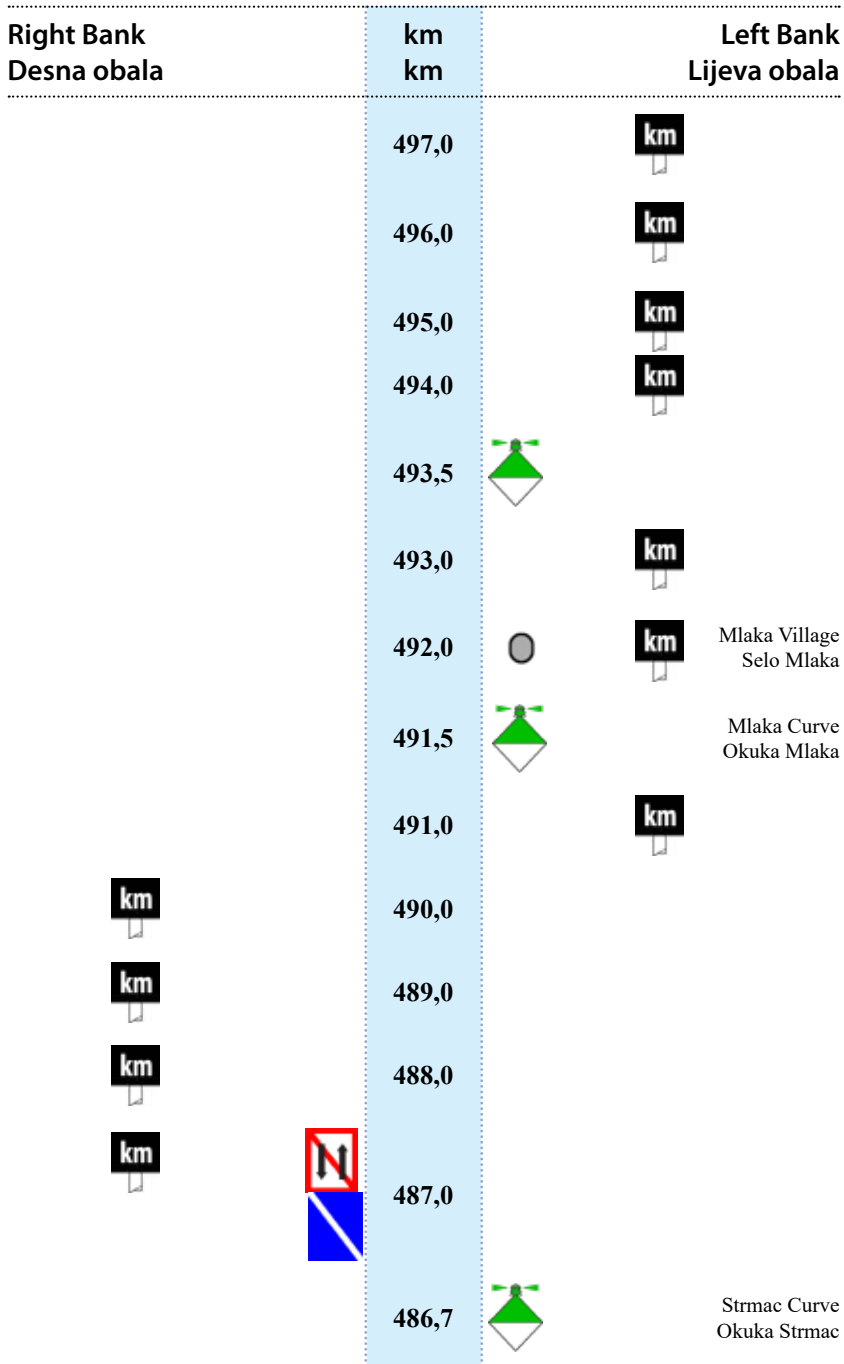 Right Bank km Left Bank
Desna obala km Lijeva obala
497,0 km
496,0 km
495,0 km
494,0 km
493,5
493,0 km
492,0 km Mlaka Village
Selo Mlaka
491,5 Mlaka Curve
Okuka Mlaka
491,0 km
km 490,0
km 489,0
km 488,0
km 487,0
486,7 Strmac Curve
Okuka Strmac